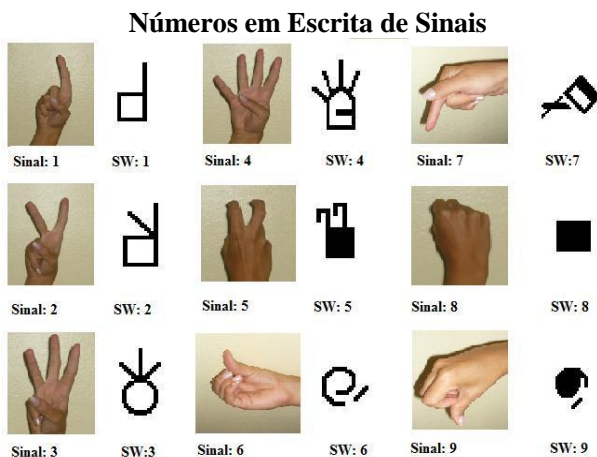 Números em Escrita de Sinais
Sinal: 1 SW: 1 Sinal: 4 SW: 4 Sinal: 7 SW:7
Sinal: 2 SW: 2 Sinal: 5 SW: 5 Sinal: 8 SW: 8
Sinal: 3 SW:3 Sinal: 6 SW: 6 Sinal: 9 SW: 9